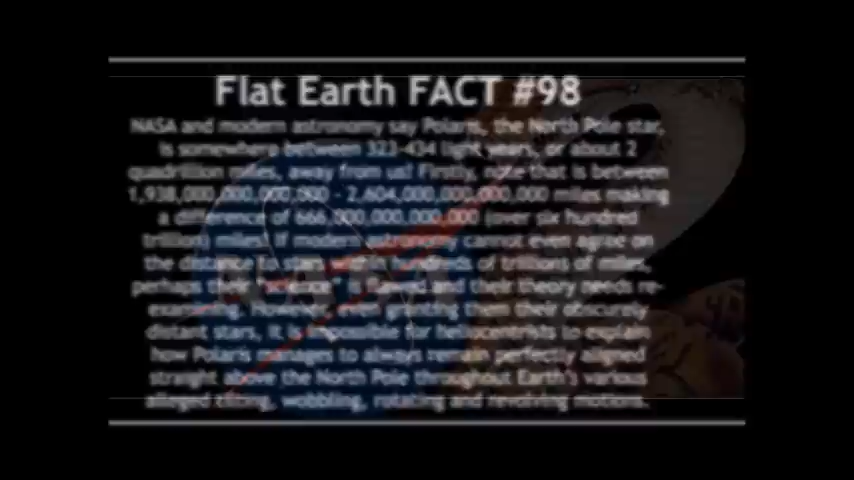 Flat Earth FACT #98
NASA and modern astronomy say Polaris, the North Pole star,
is somewhere between 323-434 light years, or about 2
quadrillion miles, away from us! Firstly, note that is between
1,938,000,000,000,000 - 2,604,000,000,000,000 miles making
a difference of 666,000,000,000,000 (over six hundred
trillion) miles! If modern astronomy cannot even agree on
the distance to stars within hundreds of trillions of miles,
perhaps their "science" is flawed and their theory needs re-
examining. However, even granting them their obscurely
distant stars, it is impossible for heliocentrists to explain
how Polaris manages to always remain perfectly aligned
straight above the North Pole throughout Earth's various
alleged tilting, wobbling, rotating and revolving motions.